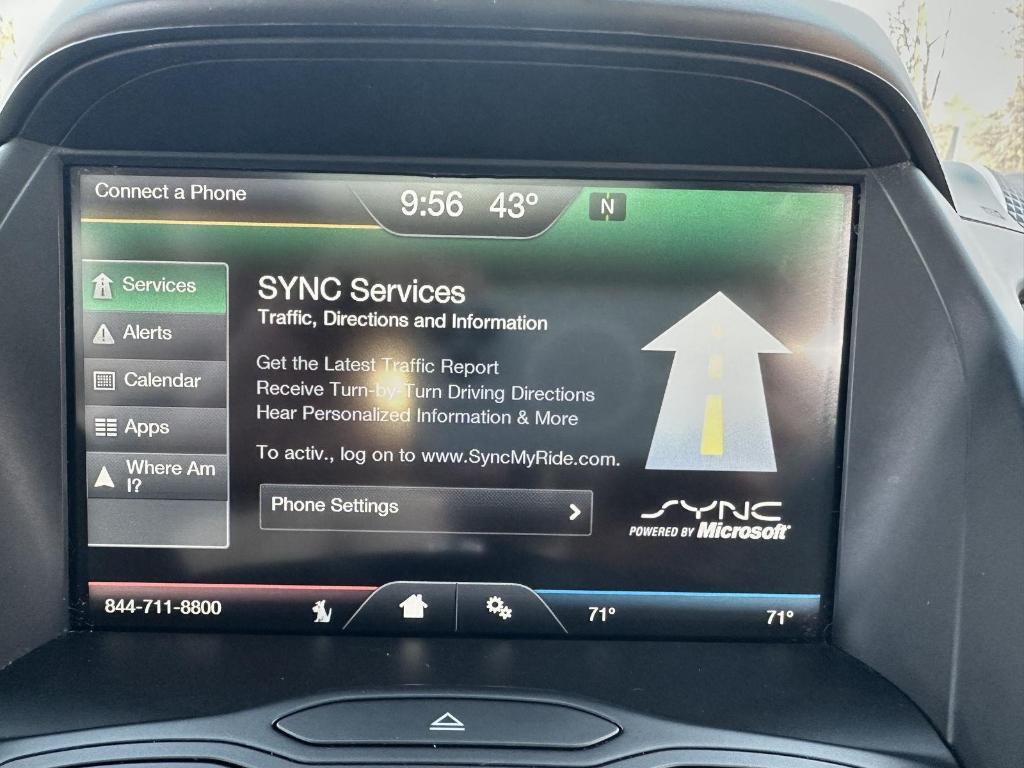 Connect a Phone
9:56 43° N
Services
Alerts
Calendar
Apps
Where Am
I?
SYNC Services
Traffic, Directions and Information
Get the Latest Traffic Report
Receive Turn-by-Turn Driving Directions
Hear Personalized Information & More
To activ., log on to www.SyncMyRide.com.
Phone Settings
SYNC
POWERED BY Microsoft
844-711-8800
71° 71°